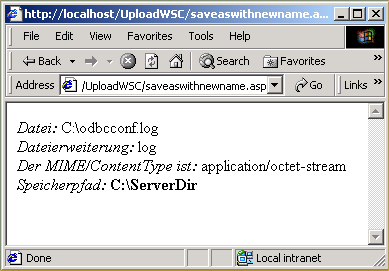 http://localhost/UploadWSC/saveaswithnewname.a...
File Edit View Favorites Tools Help »
Back Search Favorites »
Address /UploadWSC/saveaswithnewname.asp Go Links »
Datei: C:\odbcconf.log
Dateierweiterung: log
Der MIME/ContentType ist: application/octet-stream
Speicherpfad: C:\ServerDir
Done Local intranet